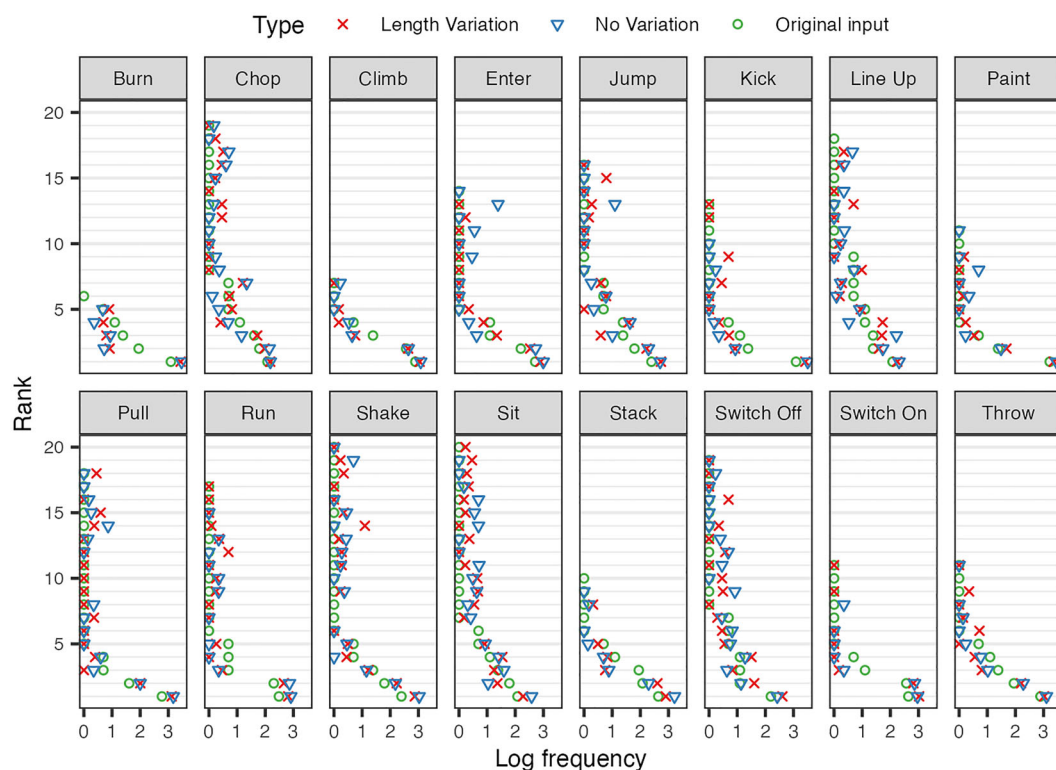 Type Length Variation No Variation Original input
Burn Chop Climb Enter Jump Kick Line Up Paint
20
15
10
5
Rank
Pull Run Shake Sit Stack Switch Off Switch On Throw
20
15
10
5
0 1 2 3 0 1 2 3 0 1 2 3 0 1 2 3 0 1 2 3 0 1 2 3 0 1 2 3 0 1 2 3
Log frequency